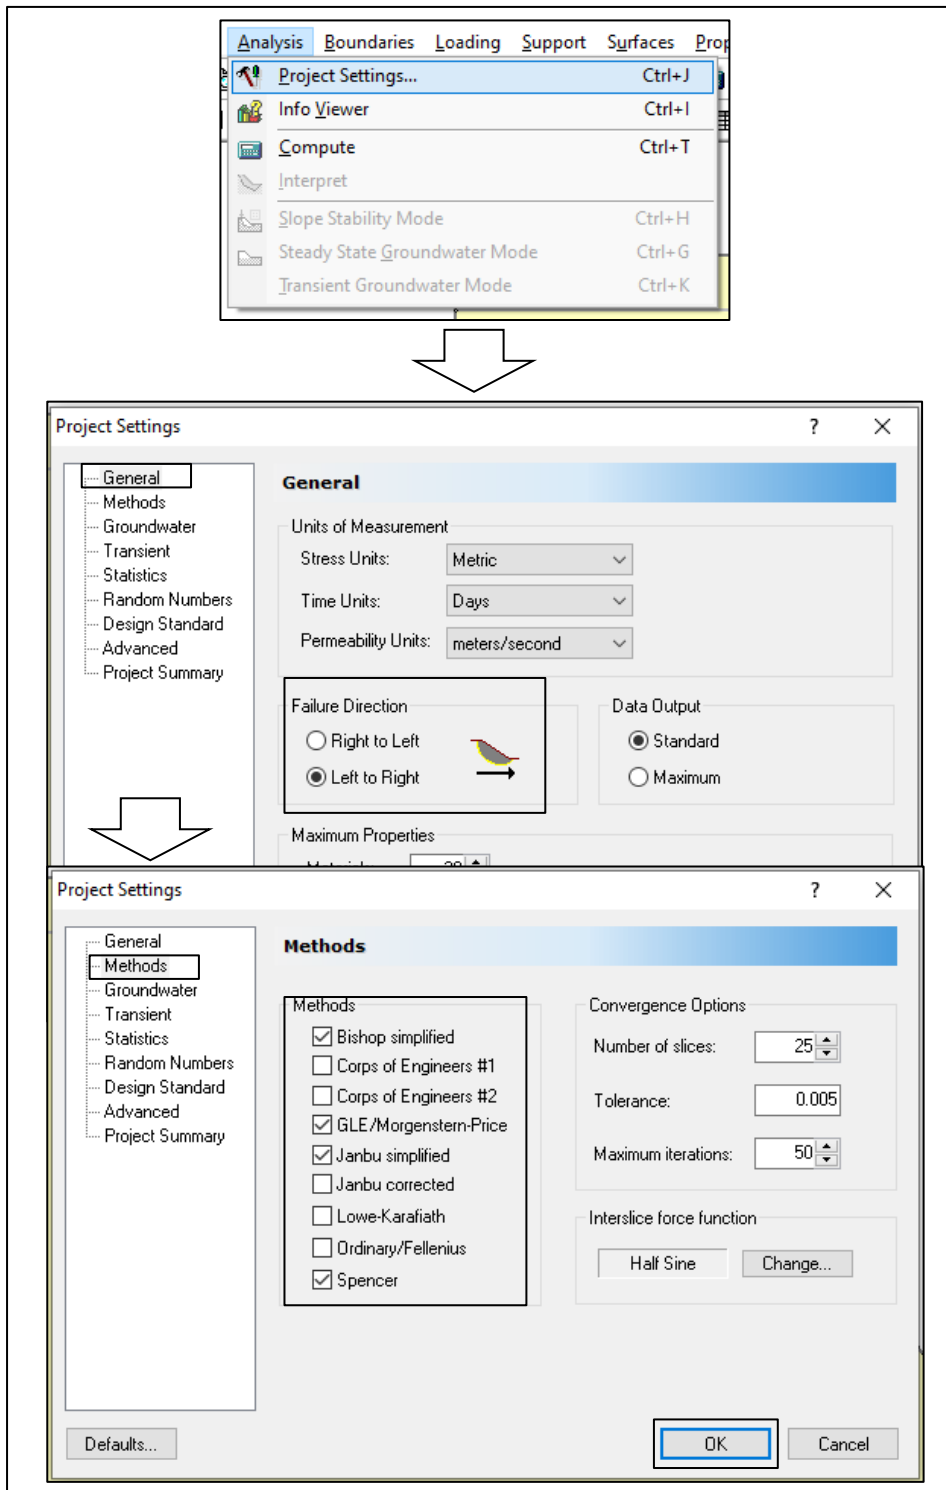 Analysis Boundaries Loading Support Surfaces Prop
Project Settings... Ctrl+J
Info Viewer Ctrl+I
Compute Ctrl+T
Interpret
Slope Stability Mode Ctrl+H
Steady State Groundwater Mode Ctrl+G
Transient Groundwater Mode Ctrl+K
Project Settings ?
General
Methods
Groundwater
Transient
Statistics
Random Numbers
Design Standard
Advanced
Project Summary
General
Units of Measurement
Stress Units: Metric
Time Units: Days
Permeability Units: meters/second
Failure Direction
Right to Left
Left to Right
Data Output
Standard
Maximum
Maximum Properties
Project Settings ?
General
Methods
Groundwater
Transient
Statistics
Random Numbers
Design Standard
Advanced
Project Summary
Methods
Methods
Bishop simplified
Corps of Engineers #1
Corps of Engineers #2
GLE/Morgenstern-Price
Janbu simplified
Janbu corrected
Lowe-Karafiath
Ordinary/Fellenius
Spencer
Convergence Options
Number of slices: 25
Tolerance: 0.005
Maximum iterations: 50
Interslice force function
Half Sine Change...
Defaults... OK Cancel